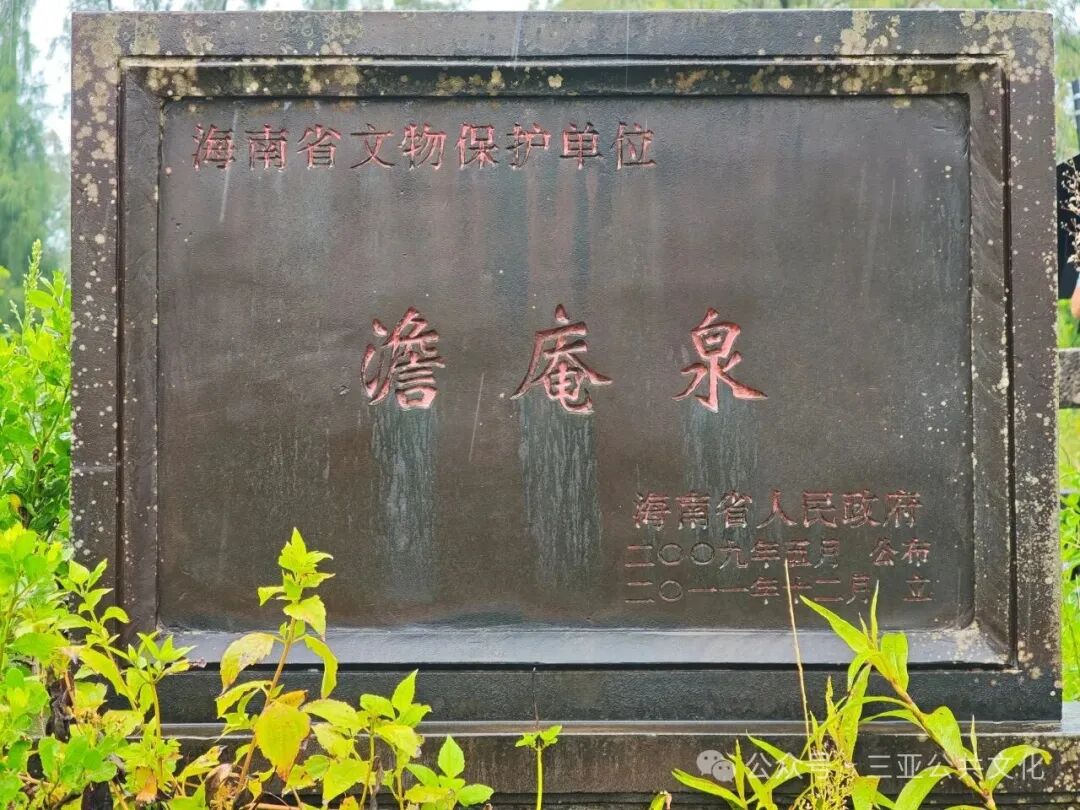 海南省文物保护单位
澹庵泉
海南省人民政府
二〇〇九年五月 公布
二〇一一年十二月 立
公众号 · 三亚公共文化